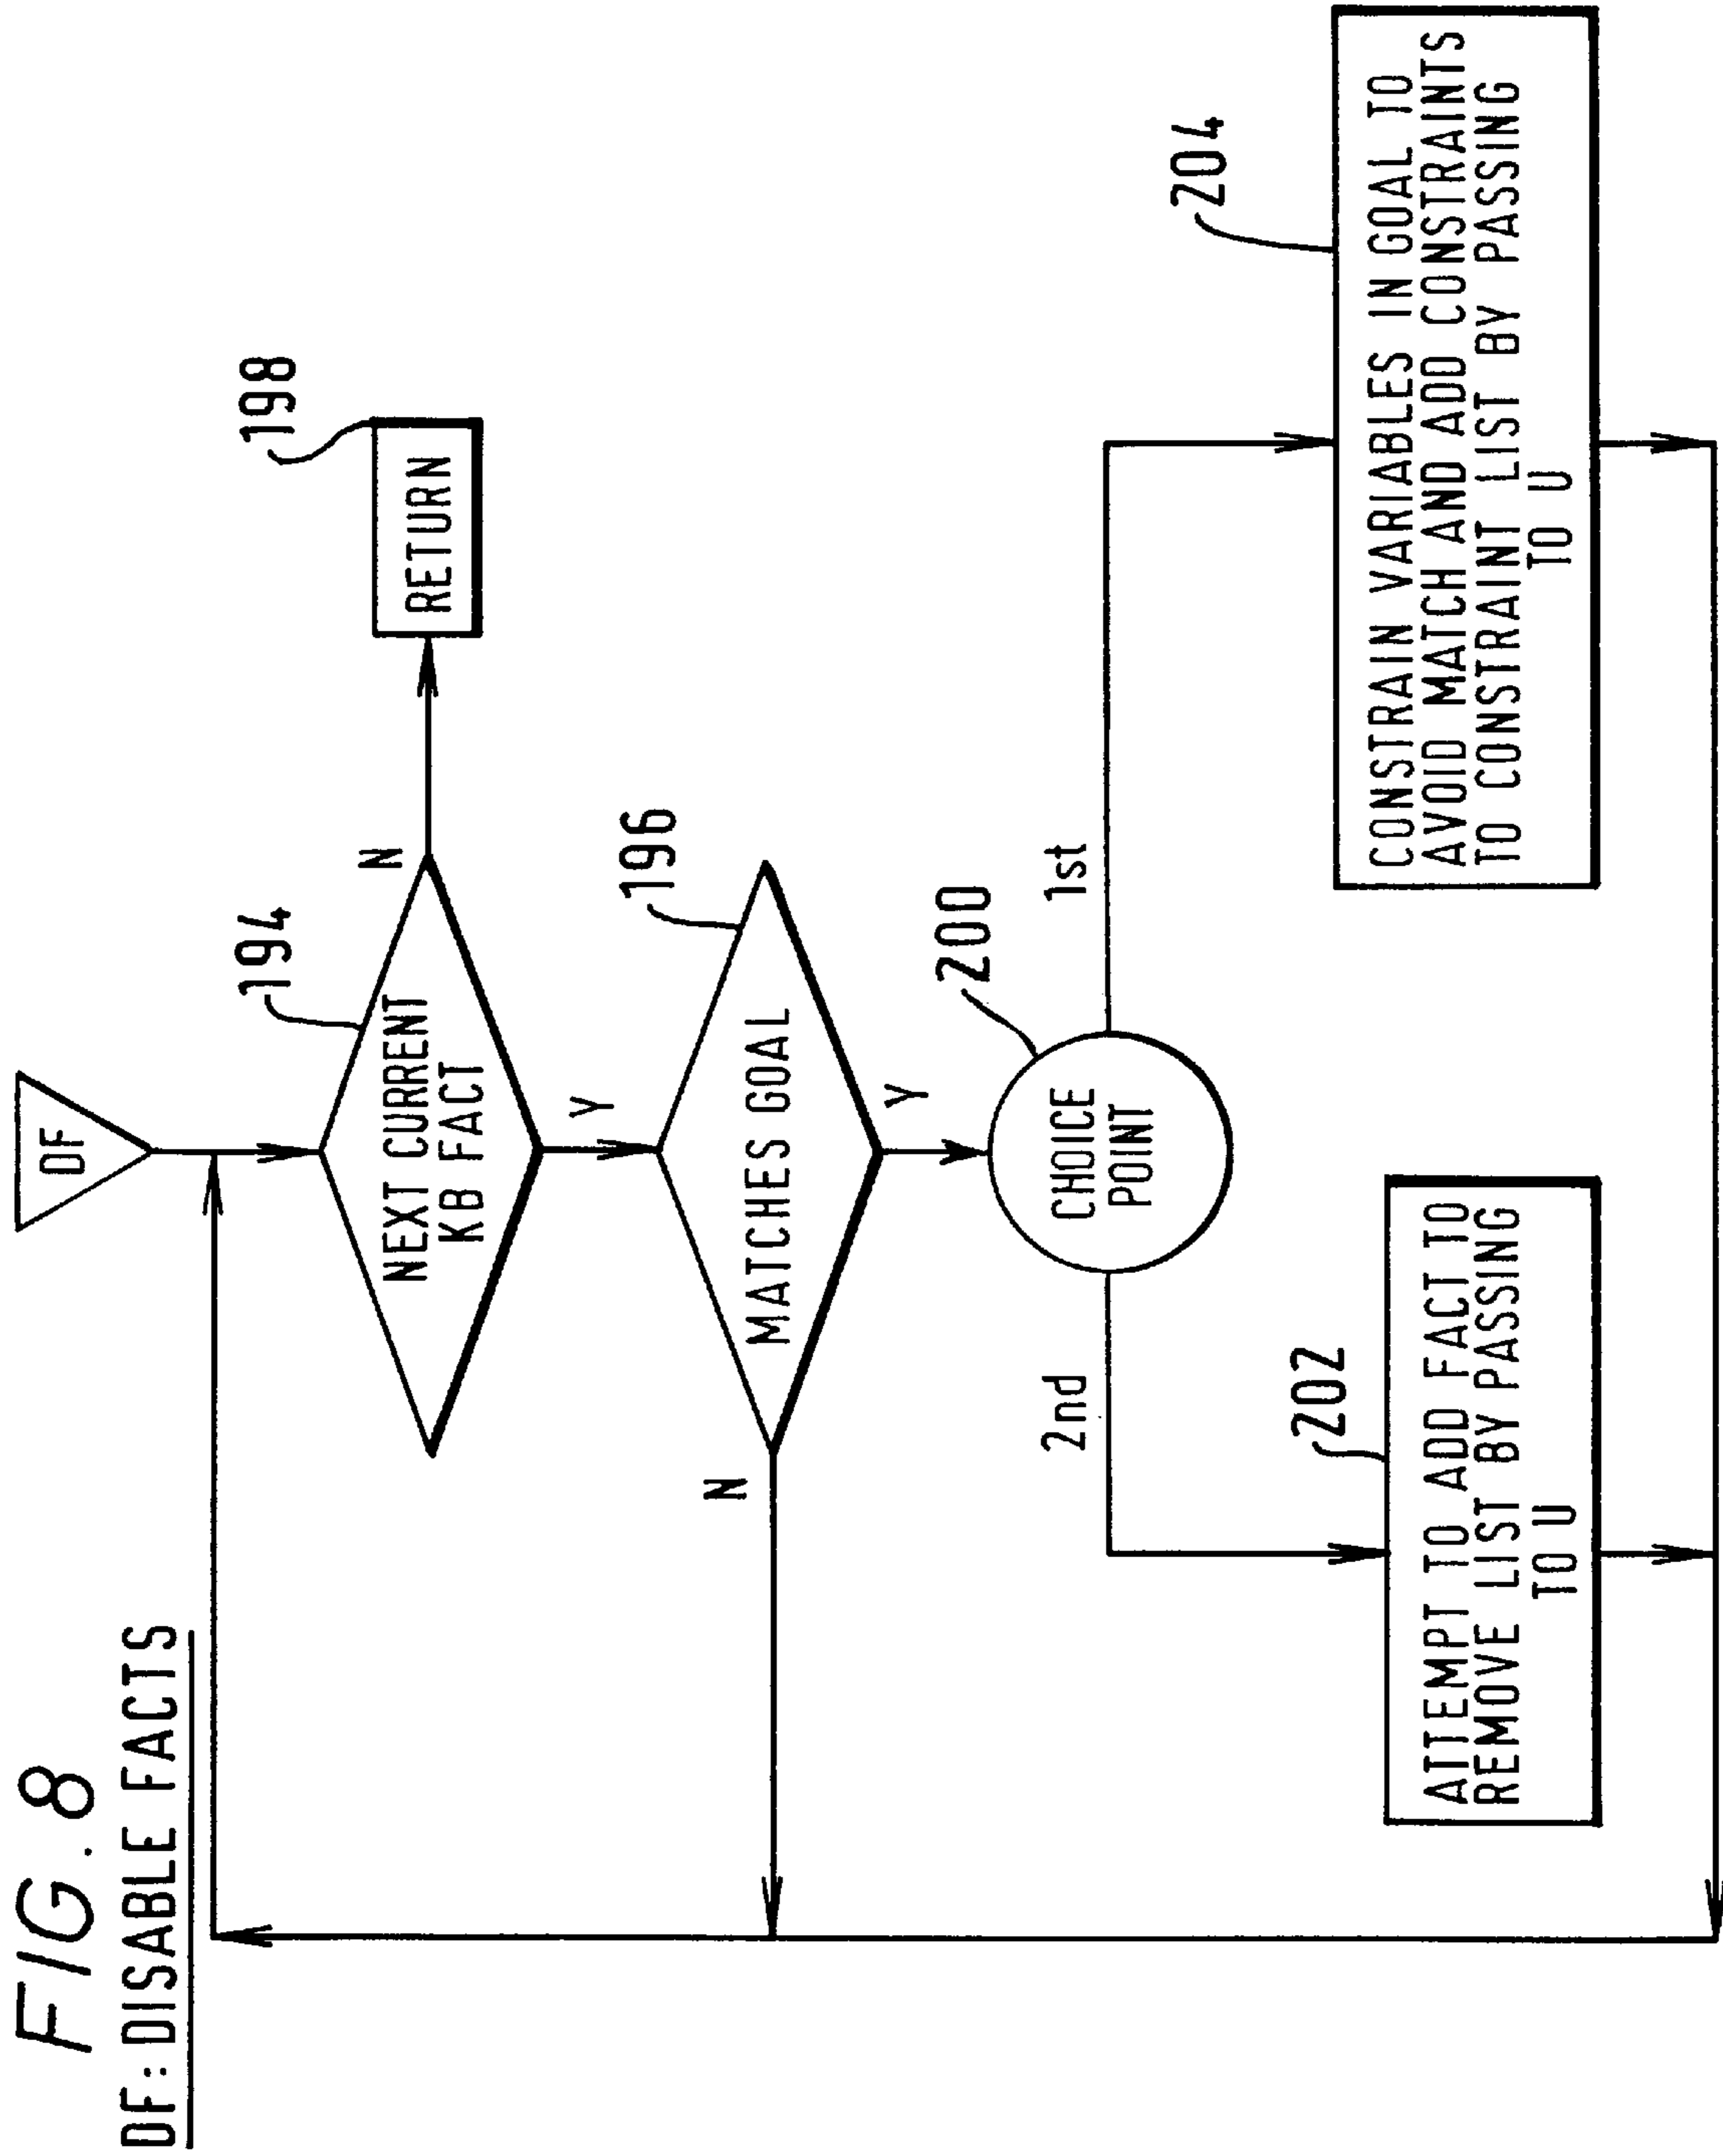 FIG. 8
DF: DISABLE FACTS
DF
194
NEXT CURRENT
KB FACT
N
198
RETURN
Y
196
MATCHES GOAL
N
Y
200
CHOICE
POINT
2nd
1st
202
ATTEMPT TO ADD FACT TO
REMOVE LIST BY PASSING
TO U
204
CONSTRAIN VARIABLES IN GOAL TO
AVOID MATCH AND ADD CONSTRAINTS
TO CONSTRAINT LIST BY PASSING
TO U